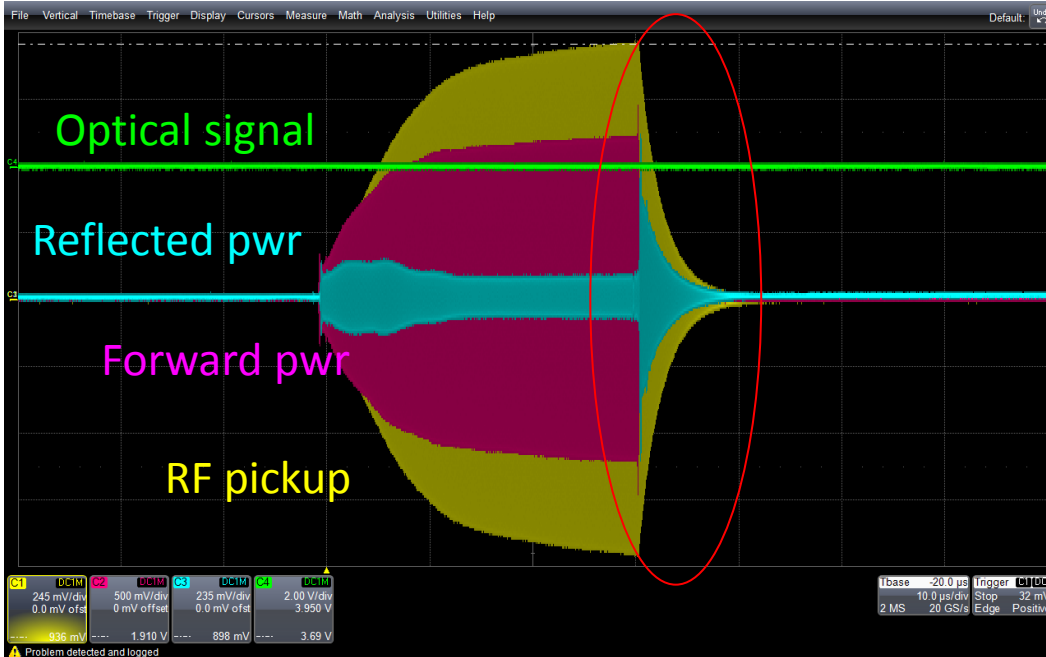 File Vertical Timebase Trigger Display Cursors Measure Math Analysis Utilities Help Default: Und
Optical signal
C4
Reflected pwr
Forward pwr
RF pickup
C1 DC1M C2 DC1M C3 DC1M C4 DC1M Tbase -20.0 µs Trigger C1 DC
245 mV/div 500 mV/div 235 mV/div 2.00 V/div 10.0 µs/div Stop 32 mV
0.0 mV ofst 0 mV offset 0.0 mV ofst 3.950 V 2 MS 20 GS/s Edge Positiv
936 mV 1.910 V 898 mV 3.69 V
Problem detected and logged